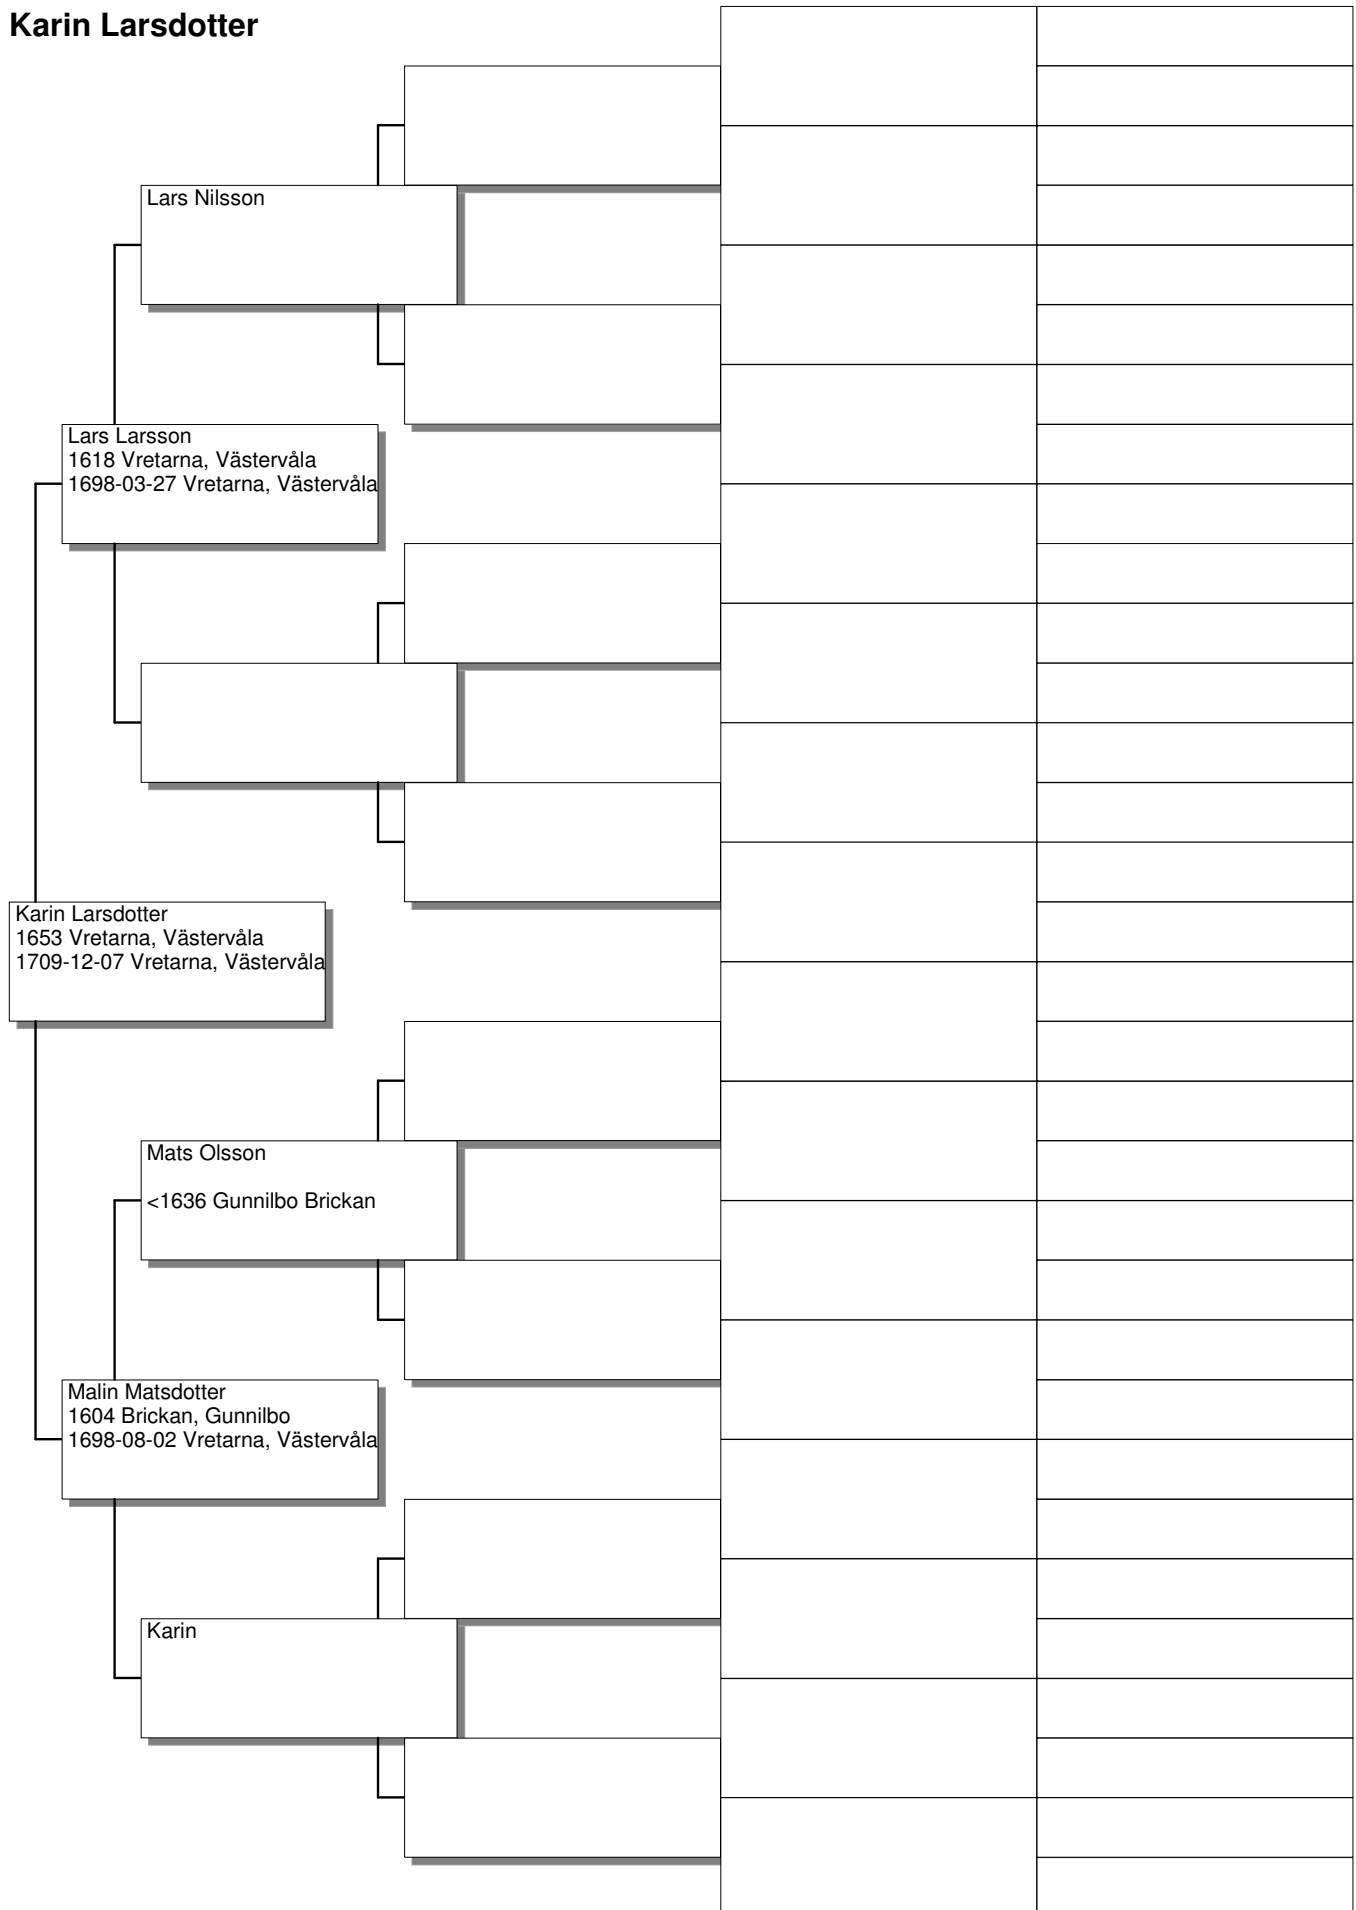 Karin Larsdotter
Lars Nilsson
Lars Larsson
1618 Vretarna, Västervåla
1698-03-27 Vretarna, Västervåla
Karin Larsdotter
1653 Vretarna, Västervåla
1709-12-07 Vretarna, Västervåla
Mats Olsson
<1636 Gunnilbo Brickan
Malin Matsdotter
1604 Brickan, Gunnilbo
1698-08-02 Vretarna, Västervåla
Karin